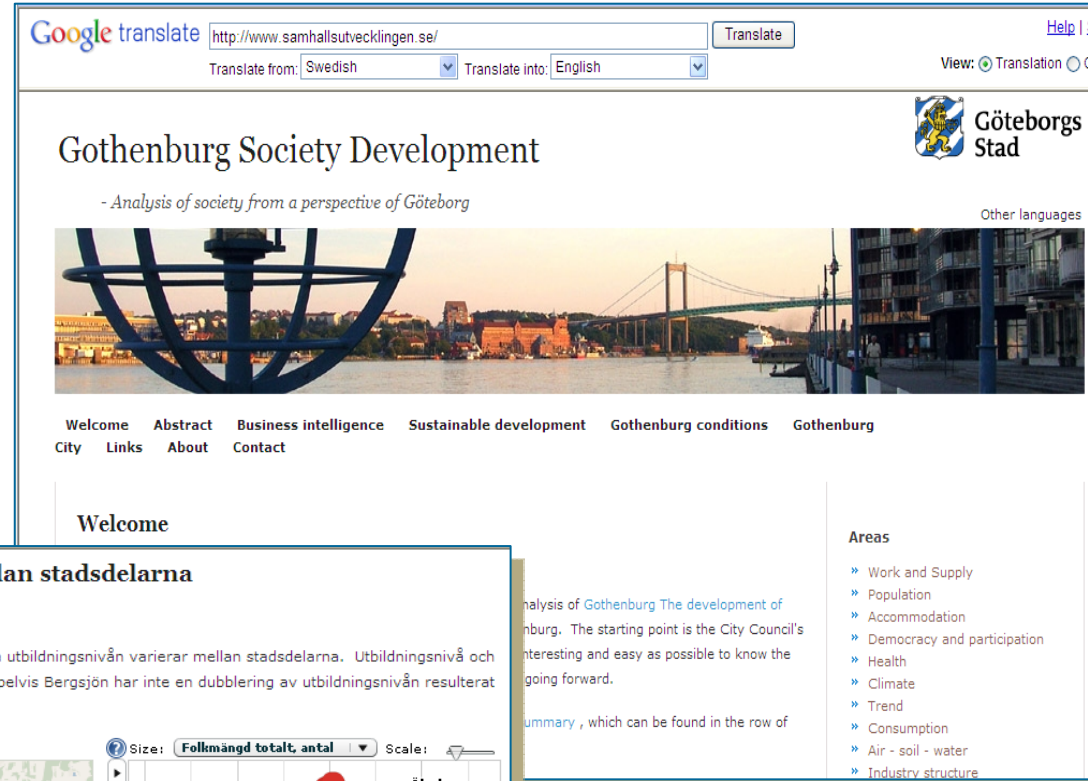 Google translate http://www.samhallsutvecklingen.se/ Translate Help |
Translate from: Swedish Translate into: English View: Translation
Göteborgs
Stad
Gothenburg Society Development
- Analysis of society from a perspective of Göteborg
Other languages
Welcome Abstract Business intelligence Sustainable development Gothenburg conditions Gothenburg
City Links About Contact
Welcome
nalysis of Gothenburg The development of
nburg. The starting point is the City Council's
nteresting and easy as possible to know the
going forward.
ummary , which can be found in the row of
Areas
» Work and Supply
» Population
» Accommodation
» Democracy and participation
» Health
» Climate
» Trend
» Consumption
» Air - soil - water
» Industry structure
lan stadsdelarna
utbildningsnivån varierar mellan stadsdelarna. Utbildningsnivå och
pelvis Bergsjön har inte en dubblering av utbildningsnivån resulterat
? Size: Folkmängd totalt, antal Scale: